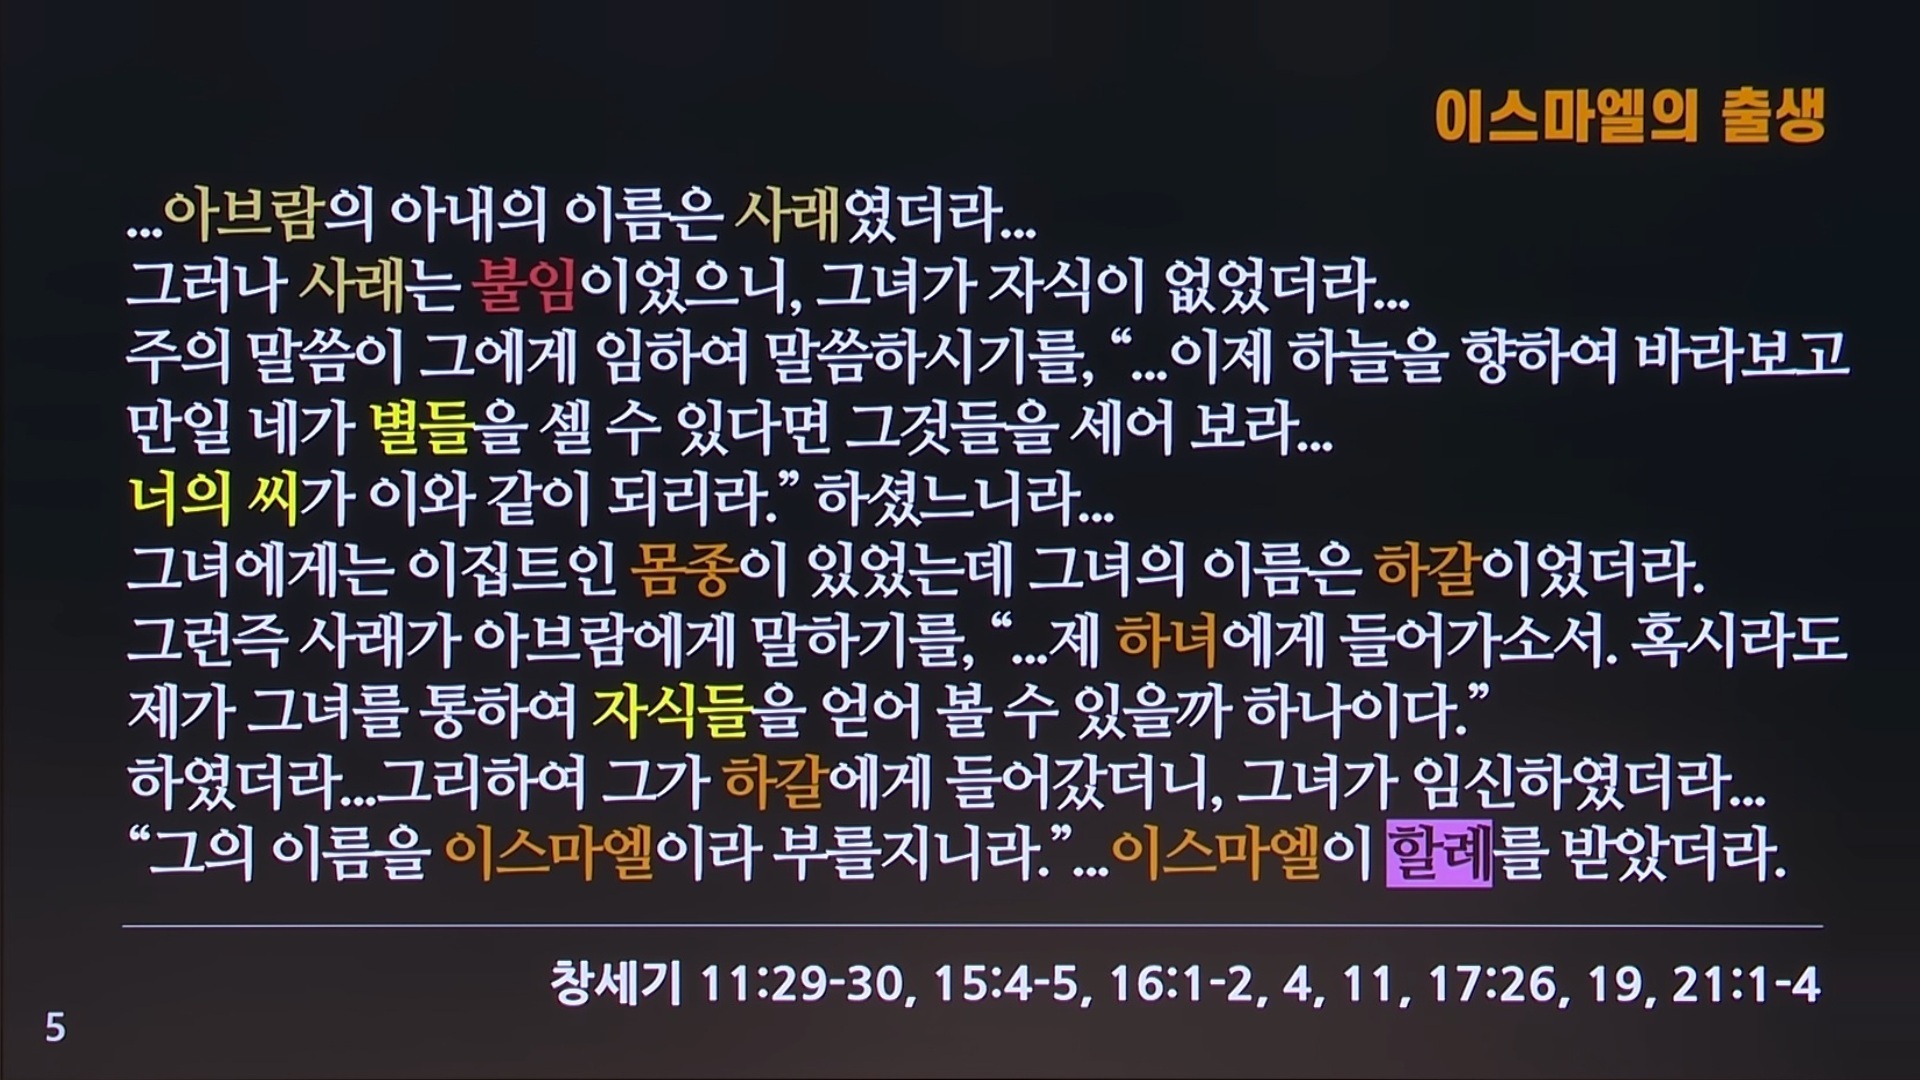 이스마엘의 출생
...아브람의 아내의 이름은 사래였더라...
그러나 사래는 불임이었으니, 그녀가 자식이 없었더라...
주의 말씀이 그에게 임하여 말씀하시기를, “...이제 하늘을 향하여 바라보고
만일 네가 별들을 셀 수 있다면 그것들을 세어 보라...
너의 씨가 이와 같이 되리라.” 하셨느니라...
그녀에게는 이집트인 몸종이 있었는데 그녀의 이름은 하갈이었더라.
그런즉 사래가 아브람에게 말하기를, “...제 하녀에게 들어가소서. 혹시라도
제가 그녀를 통하여 자식들을 얻어 볼 수 있을까 하나이다.”
하였더라...그리하여 그가 하갈에게 들어갔더니, 그녀가 임신하였더라...
“그의 이름을 이스마엘이라 부를지니라.”...이스마엘이 할례를 받았더라.
창세기 11:29-30, 15:4-5, 16:1-2, 4, 11, 17:26, 19, 21:1-4
5